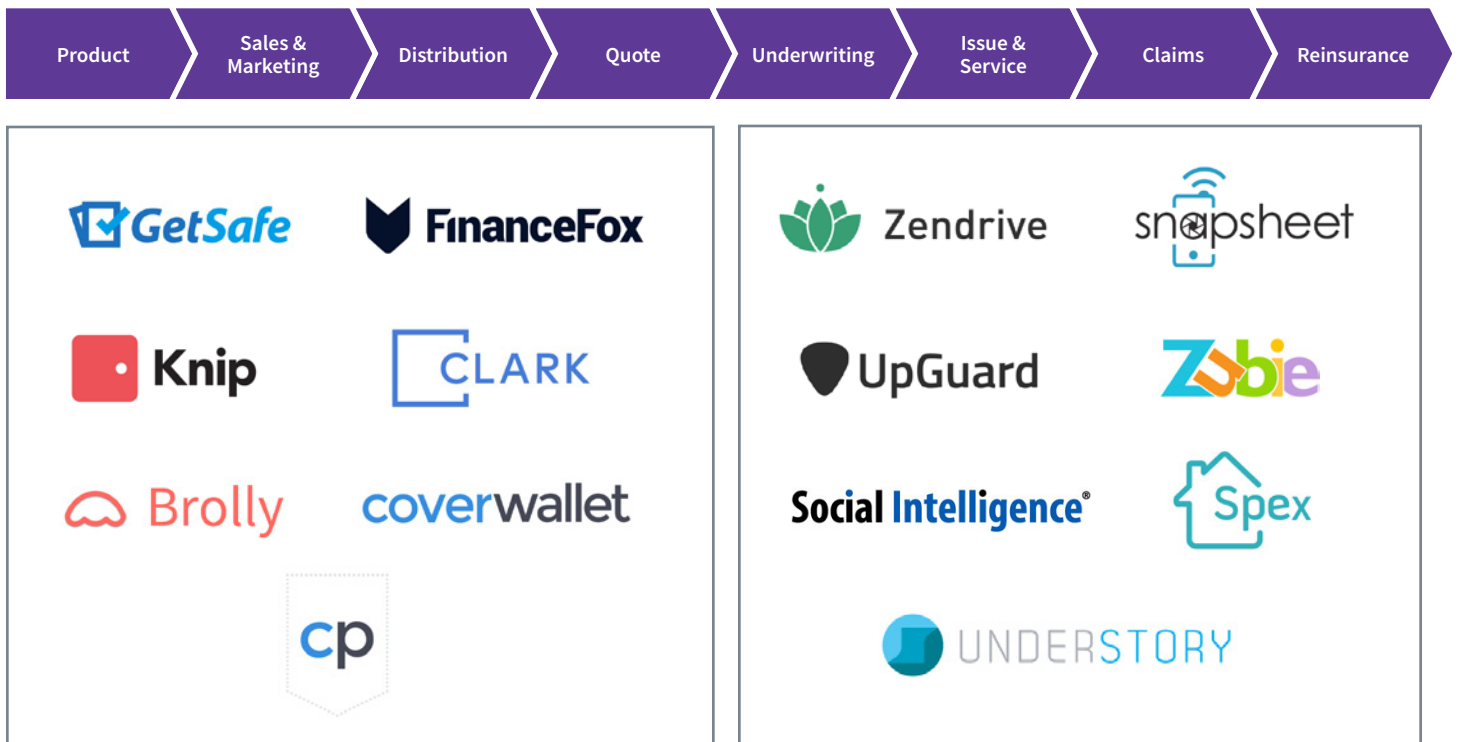 Product
Sales &
Marketing
Distribution
Quote
Underwriting
Issue &
Service
Claims
Reinsurance
GetSafe
FinanceFox
Knip
CLARK
Brolly
coverwallet
cp
Zendrive
snapsheet
UpGuard
Zubie
Social Intelligence®
Spex
UNDERSTORY